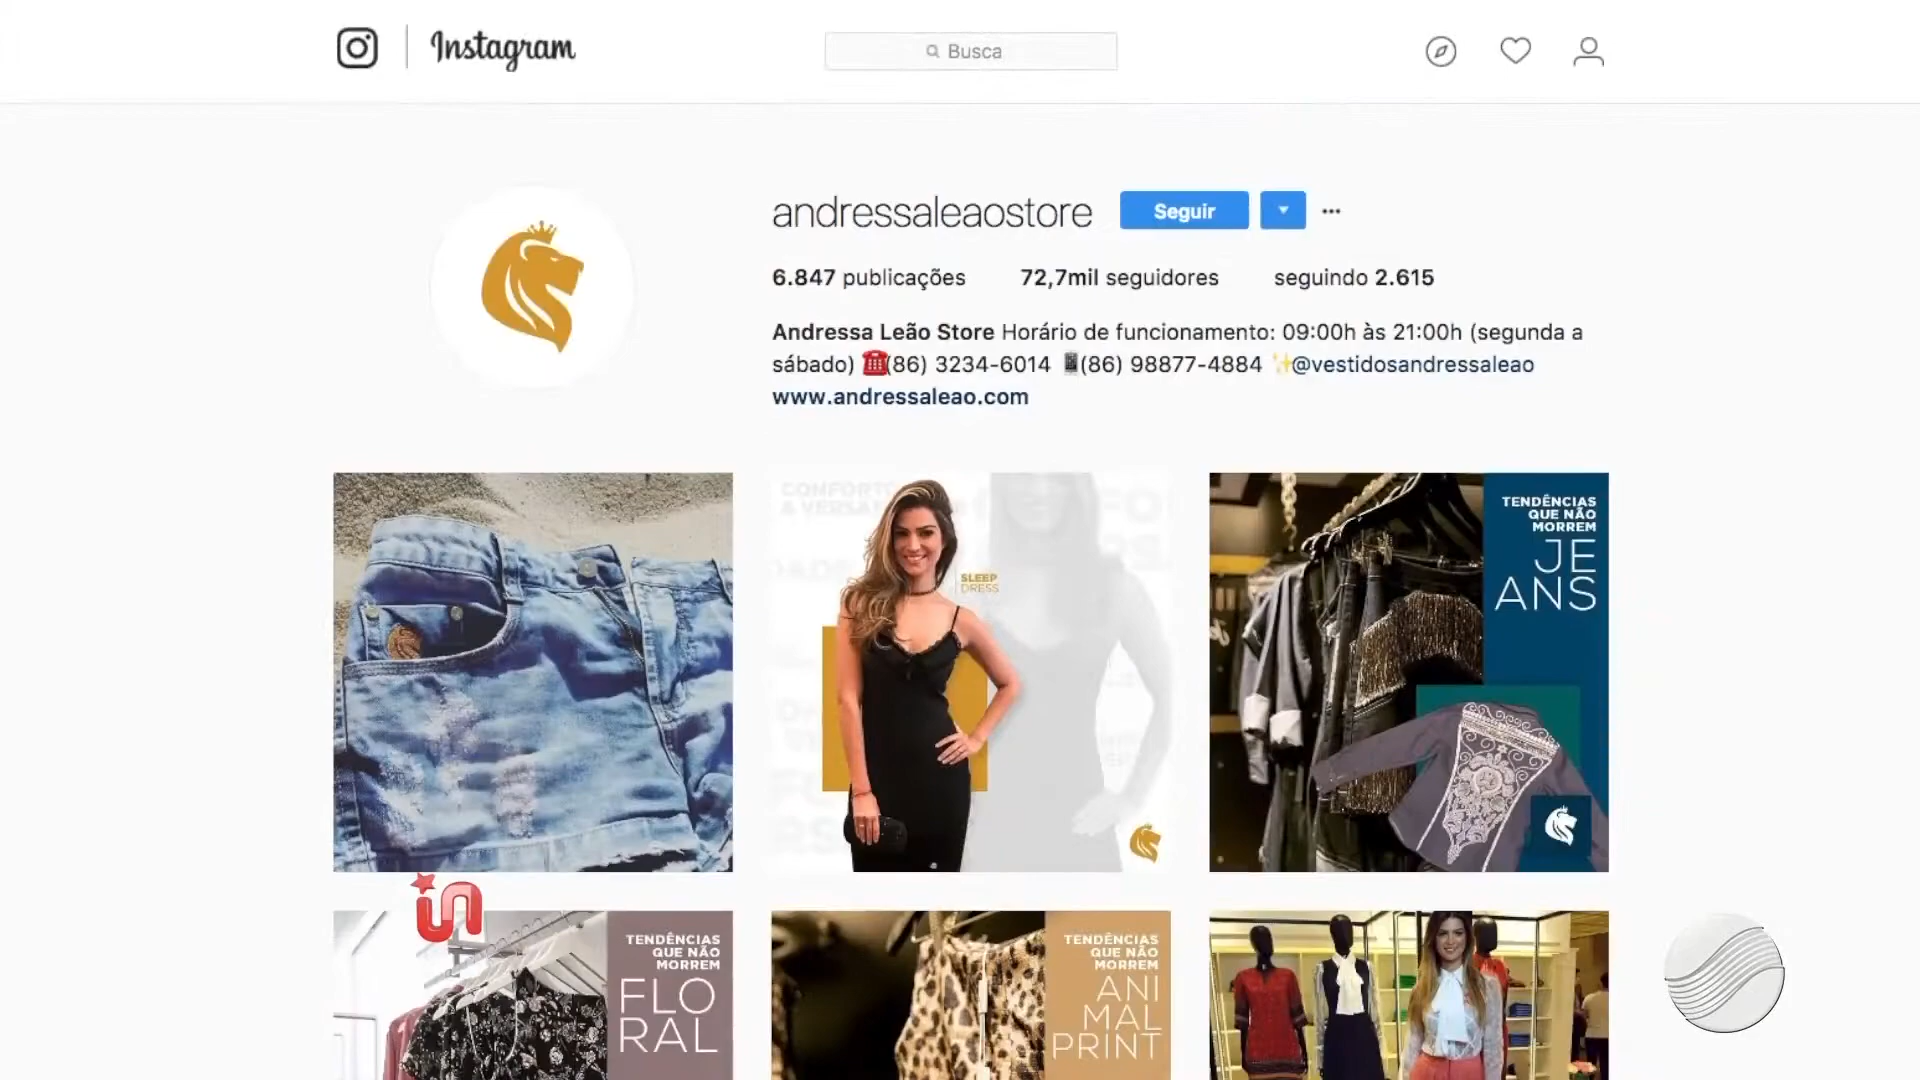 Instagram
Busca
andressaleaostore
Seguir
6.847 publicações 72,7mil seguidores seguindo 2.615
Andressa Leão Store Horário de funcionamento: 09:00h às 21:00h (segunda a
sábado) ☎(86) 3234-6014 📱(86) 98877-4884 ✨@vestidosandressaleao
www.andressaleao.com
SLEEP
DRESS
TENDÊNCIAS
QUE NÃO
MORREM
JE
ANS
in
TENDÊNCIAS
QUE NÃO
MORREM
FLO
RAL
TENDÊNCIAS
QUE NÃO
MORREM
ANI
MAL
PRINT